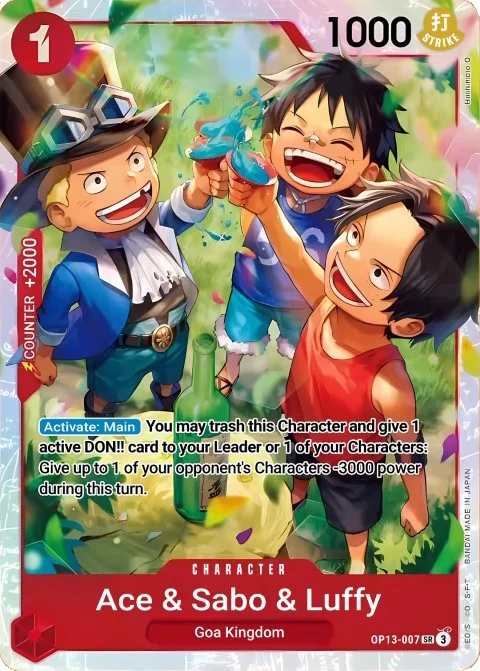 1
1000
打
STRIKE
Hashimoto Q
COUNTER +2000
Activate: Main You may trash this Character and give 1
active DON!! card to your Leader or 1 of your Characters:
Give up to 1 of your opponent's Characters -3000 power
during this turn.
©E.O/S. ©O./S.F.T BANDAI MADE IN JAPAN
CHARACTER
Ace & Sabo & Luffy
Goa Kingdom
OP13-007 SR 3